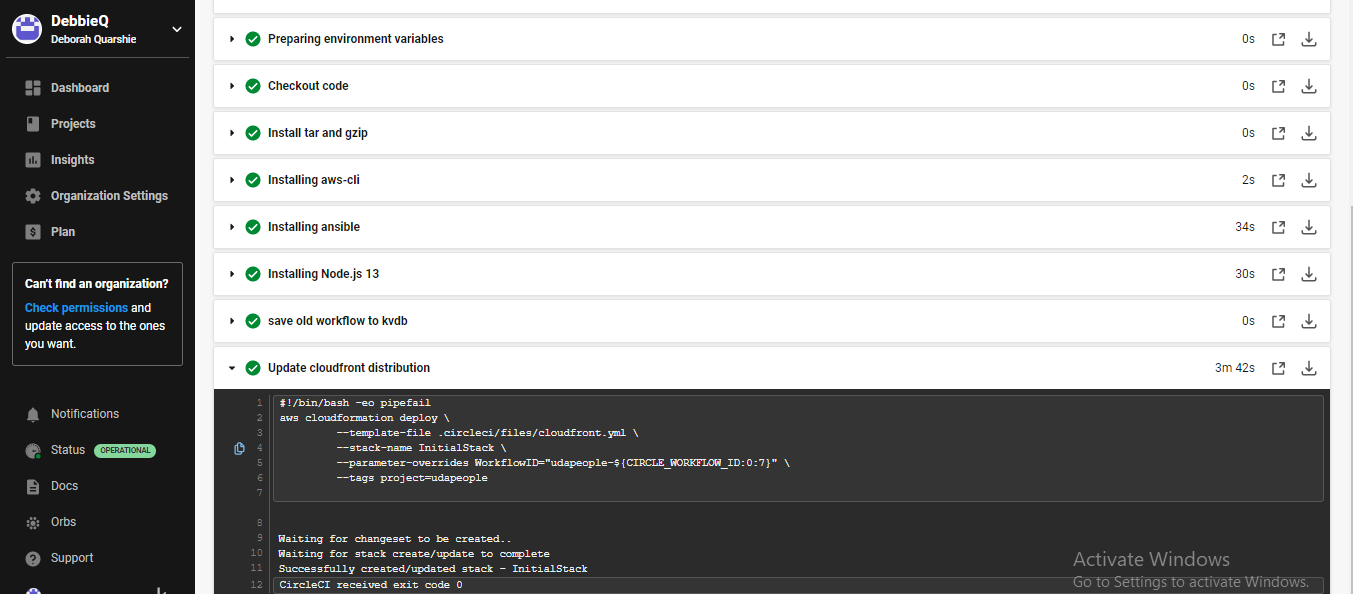 DebbieQ
Deborah Quarshie
Dashboard
Projects
Insights
Organization Settings
Plan
Can't find an organization?
Check permissions and
update access to the ones
you want.
Notifications
Status OPERATIONAL
Docs
Orbs
Support
Preparing environment variables 0s
Checkout code 0s
Install tar and gzip 0s
Installing aws-cli 2s
Installing ansible 34s
Installing Node.js 13 30s
save old workflow to kvdb 0s
Update cloudfront distribution 3m 42s
1 #!/bin/bash -eo pipefail
2 aws cloudformation deploy \
3 --template-file .circleci/files/cloudfront.yml \
4 --stack-name InitialStack \
5 --parameter-overrides WorkflowID="udapeople-${CIRCLE_WORKFLOW_ID:0:7}" \
6 --tags project=udapeople
7
8
9 Waiting for changeset to be created..
10 Waiting for stack create/update to complete
11 Successfully created/updated stack - InitialStack
12 CircleCI received exit code 0
Activate Windows
Go to Settings to activate Windows.